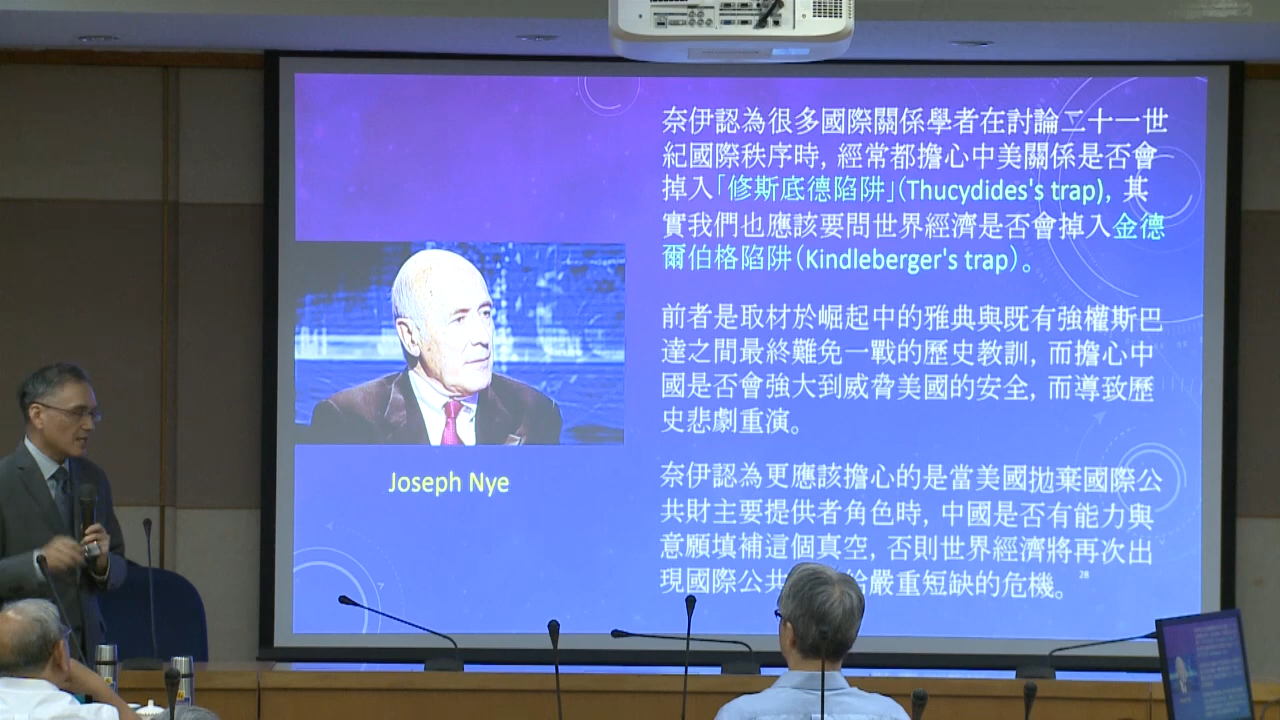 奈伊認為很多國際關係學者在討論二十一世
紀國際秩序時, 經常都擔心中美關係是否會
掉入「修斯底德陷阱」(Thucydides's trap), 其
實我們也應該要問世界經濟是否會掉入金德
爾伯格陷阱(Kindleberger's trap)。
前者是取材於崛起中的雅典與既有強權斯巴
達之間最終難免一戰的歷史教訓, 而擔心中
國是否會強大到威脅美國的安全, 而導致歷
史悲劇重演。
Joseph Nye
奈伊認為更應該擔心的是當美國拋棄國際公
共財主要提供者角色時, 中國是否有能力與
意願填補這個真空, 否則世界經濟將再次出
現國際公共 給嚴重短缺的危機。
28